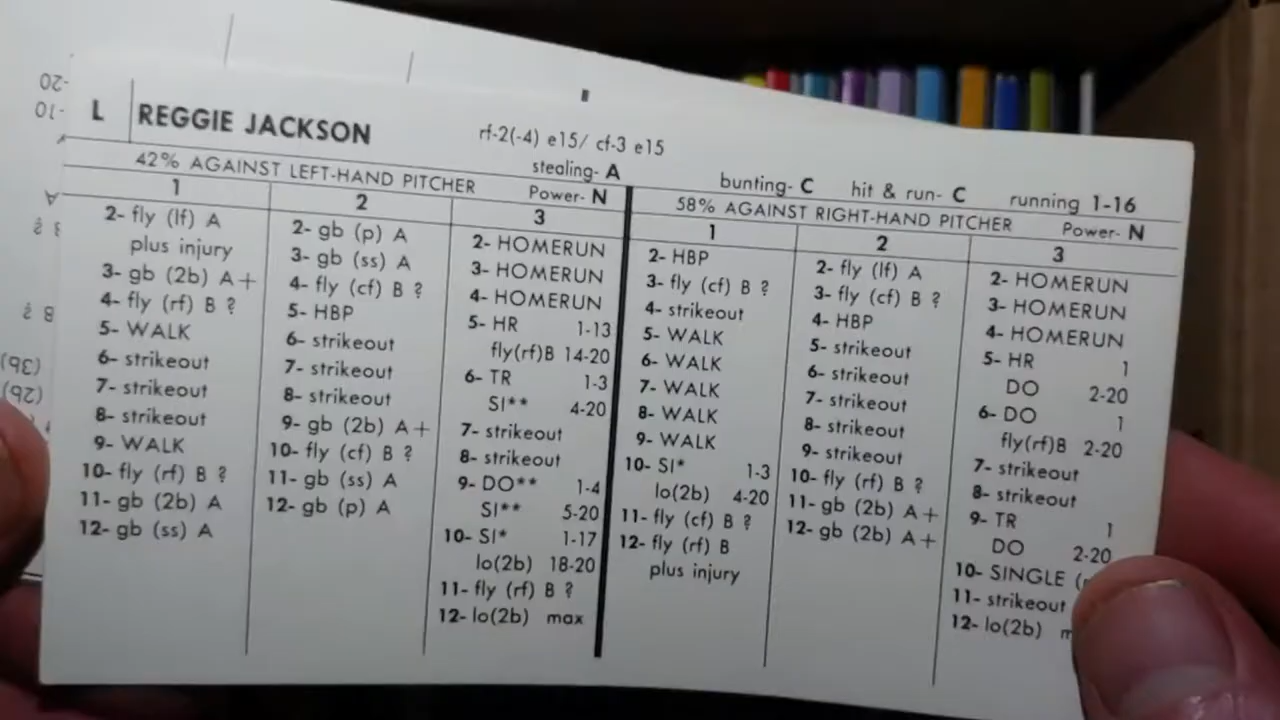 L REGGIE JACKSON rf-2(-4) e15/ cf-3 e15
stealing- A bunting- C hit & run- C running 1-16
42% AGAINST LEFT-HAND PITCHER Power- N
1
2- fly (lf) A
plus injury
3- gb (2b) A+
4- fly (rf) B ?
5- WALK
6- strikeout
7- strikeout
8- strikeout
9- WALK
10- fly (rf) B ?
11- gb (2b) A
12- gb (ss) A
2
2- gb (p) A
3- gb (ss) A
4- fly (cf) B ?
5- HBP
6- strikeout
7- strikeout
8- strikeout
9- gb (2b) A+
10- fly (cf) B ?
11- gb (ss) A
12- gb (p) A
3
2- HOMERUN
3- HOMERUN
4- HOMERUN
5- HR 1-13
fly(rf)B 14-20
6- TR 1-3
SI** 4-20
7- strikeout
8- strikeout
9- DO** 1-4
SI** 5-20
10- SI* 1-17
lo(2b) 18-20
11- fly (rf) B ?
12- lo(2b) max
58% AGAINST RIGHT-HAND PITCHER Power- N
1
2- HBP
3- fly (cf) B ?
4- strikeout
5- WALK
6- WALK
7- WALK
8- WALK
9- WALK
10- SI* 1-3
lo(2b) 4-20
11- fly (cf) B ?
12- fly (rf) B
plus injury
2
2- fly (lf) A
3- fly (cf) B ?
4- HBP
5- strikeout
6- strikeout
7- strikeout
8- strikeout
9- strikeout
10- fly (rf) B ?
11- gb (2b) A+
12- gb (2b) A+
3
2- HOMERUN
3- HOMERUN
4- HOMERUN
5- HR 1
DO 2-20
6- DO 1
fly(rf)B 2-20
7- strikeout
8- strikeout
9- TR 1
DO 2-20
10- SINGLE
11- strikeout
12- lo(2b)